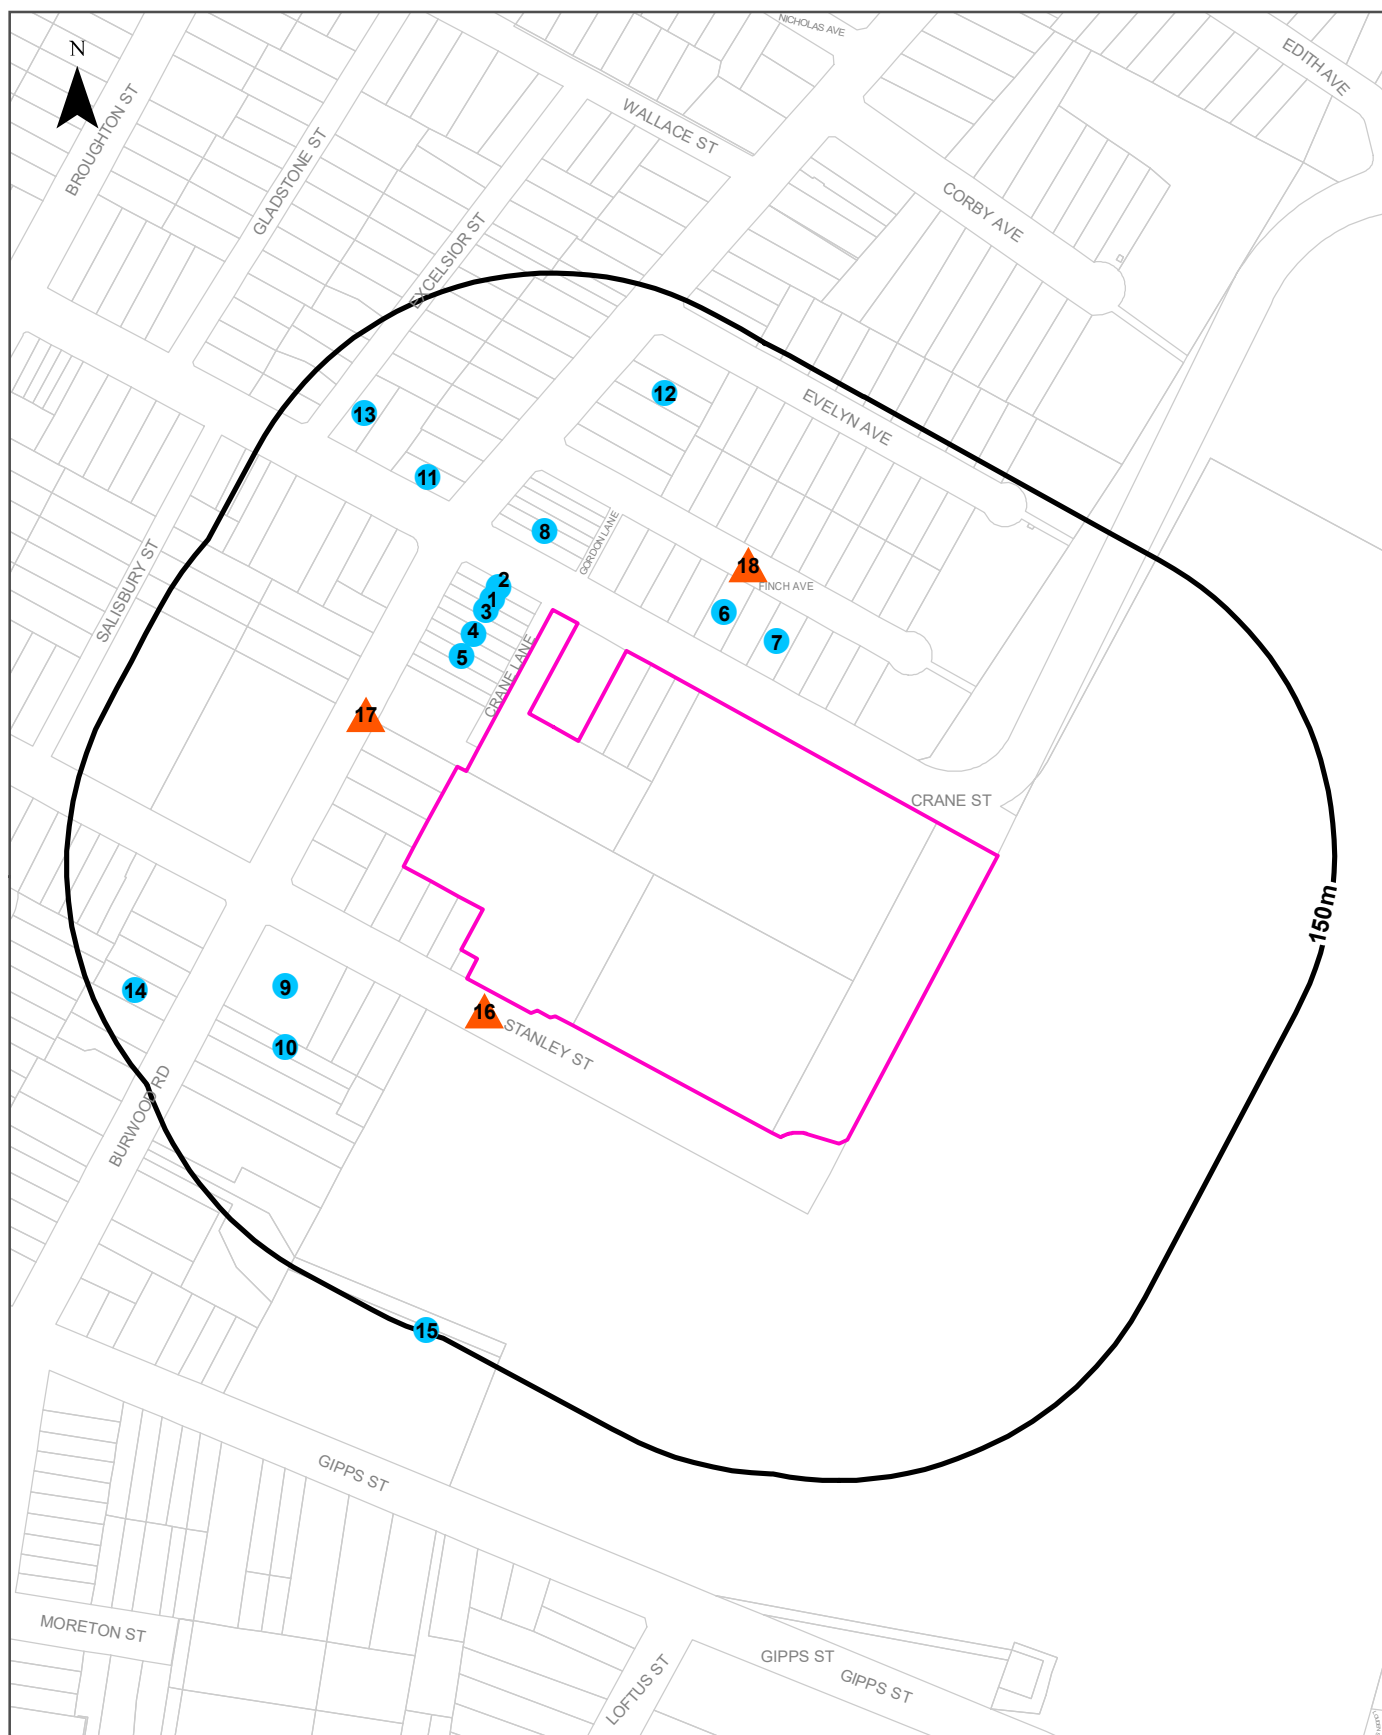 NICHOLAS AVE
EDITH AVE
N
BROUGHTON ST
WALLACE ST
GLADSTONE ST
CORBY AVE
EXCELSIOR ST
12
EVELYN AVE
13
11
8
GORDON LANE
SALISBURY ST
18
FINCH AVE
2
1
3
6
4
7
5
CRANE LANE
17
CRANE ST
150m
14
9
16
STANLEY ST
10
BURWOOD RD
15
GIPPS ST
MORETON ST
GIPPS ST
GIPPS ST
LOFTUS ST